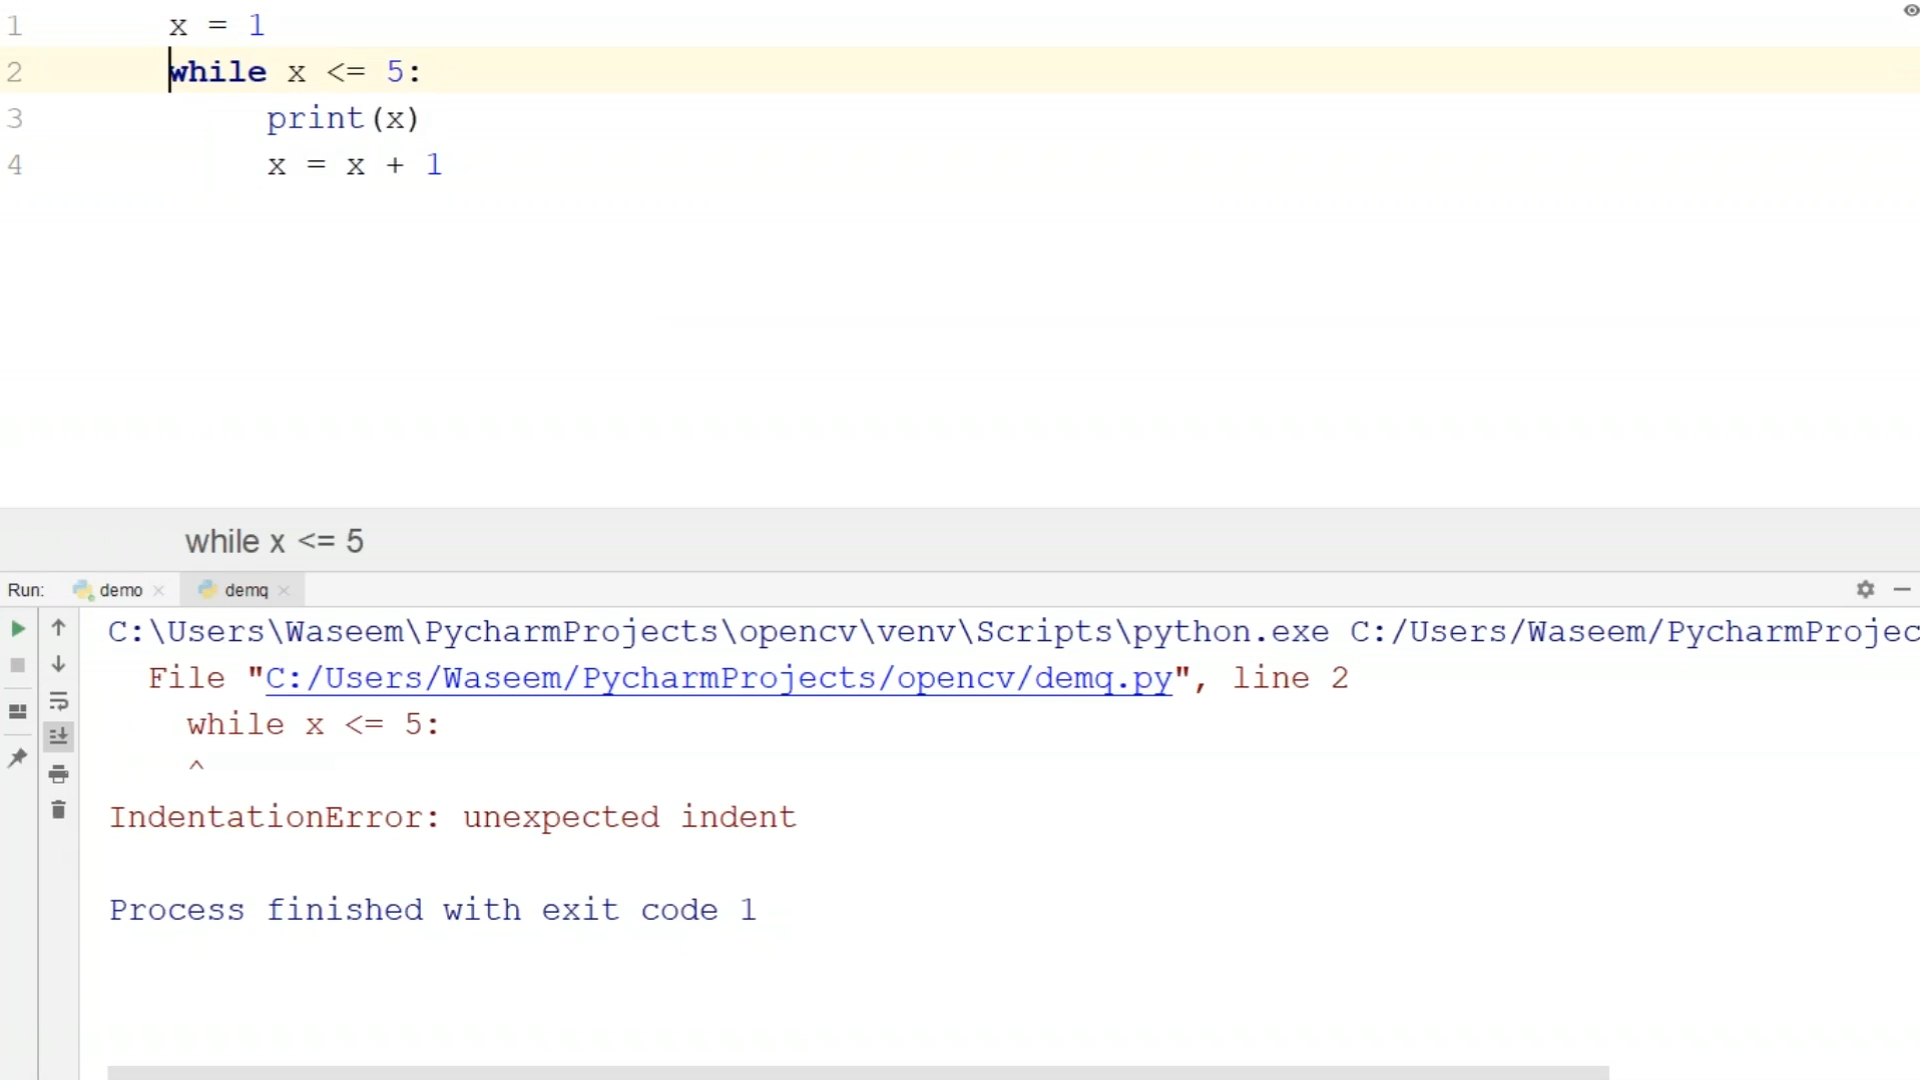 1 x = 1
2 while x <= 5:
3 print(x)
4 x = x + 1
while x <= 5
Run: demo demq
C:\Users\Waseem\PycharmProjects\opencv\venv\Scripts\python.exe C:/Users/Waseem/PycharmProjec
File "C:/Users/Waseem/PycharmProjects/opencv/demq.py", line 2
while x <= 5:
^
IndentationError: unexpected indent
Process finished with exit code 1